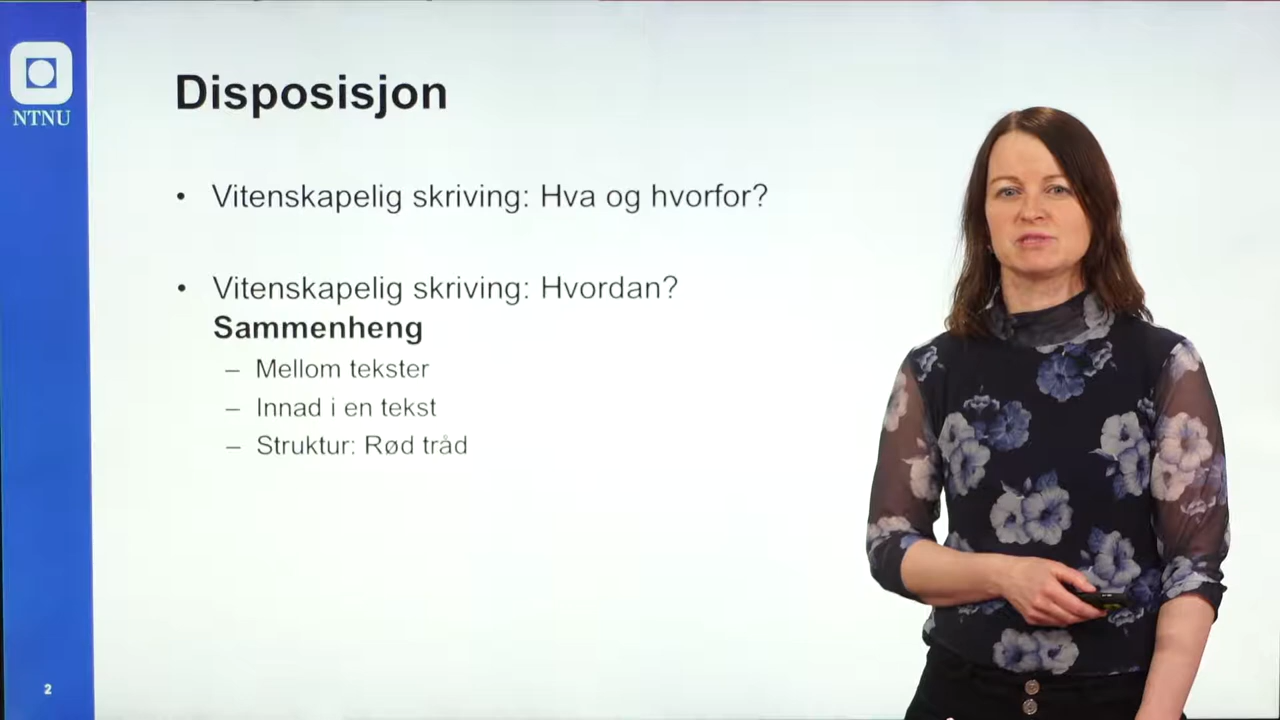 NTNU
Disposisjon
• Vitenskapelig skriving: Hva og hvorfor?
• Vitenskapelig skriving: Hvordan?
Sammenheng
– Mellom tekster
– Innad i en tekst
– Struktur: Rød tråd
2